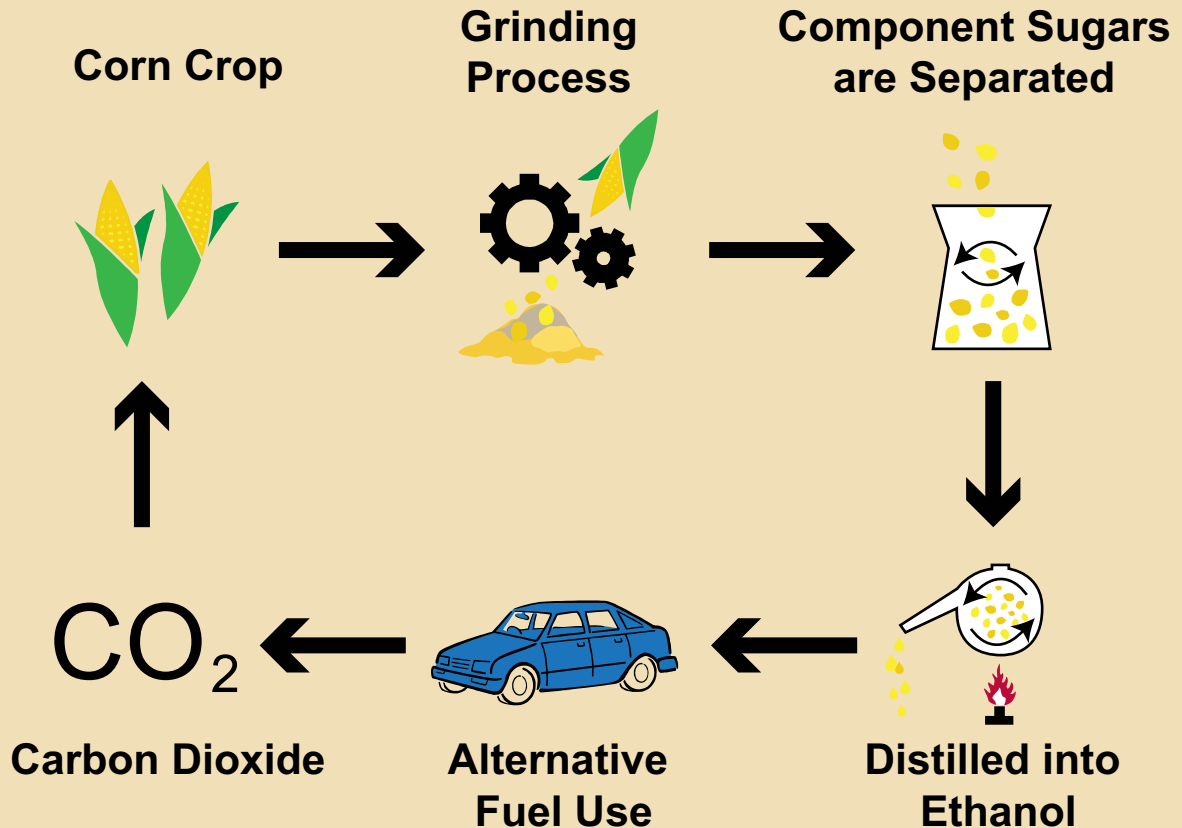 Corn Crop
Grinding
Process
Component Sugars
are Separated
CO₂
Carbon Dioxide
Alternative
Fuel Use
Distilled into
Ethanol